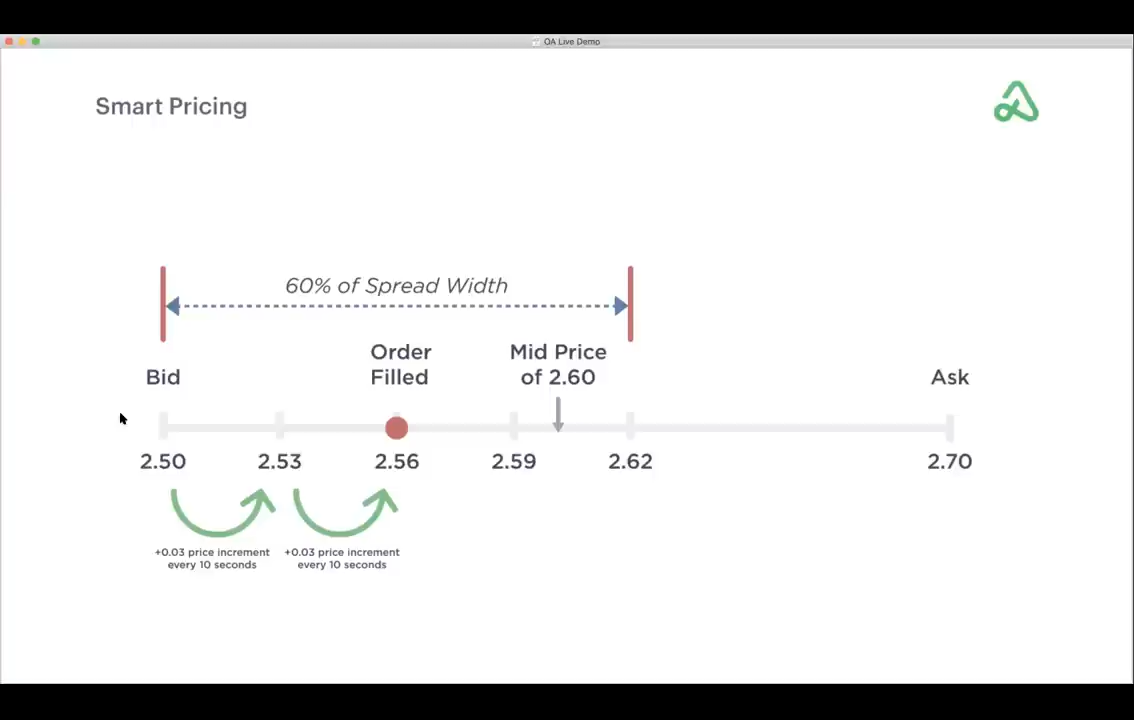 OA Live Demo
Smart Pricing
60% of Spread Width
Bid
Order
Filled
Mid Price
of 2.60
Ask
2.50
2.53
2.56
2.59
2.62
2.70
+0.03 price increment
every 10 seconds
+0.03 price increment
every 10 seconds